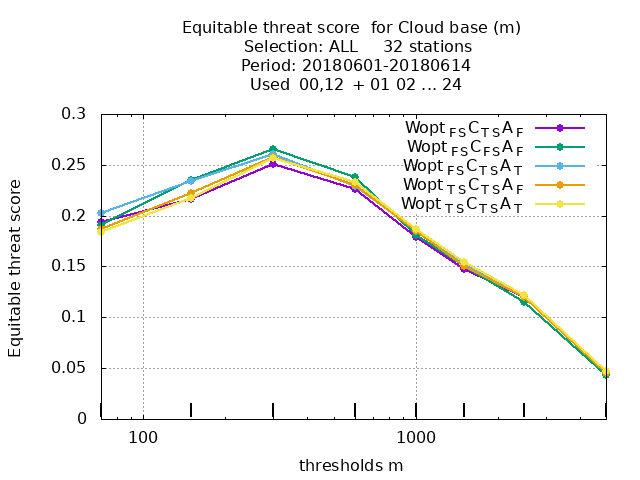 Equitable threat score for Cloud base (m)
Selection: ALL 32 stations
Period: 20180601-20180614
Used 00,12 + 01 02 ... 24
Equitable threat score
0.3
0.25
0.2
0.15
0.1
0.05
0
Wopt FS C TS A F
Wopt FS C FS A F
Wopt FS C TS A T
Wopt TS C TS A F
Wopt TS C TS A T
100
1000
thresholds m